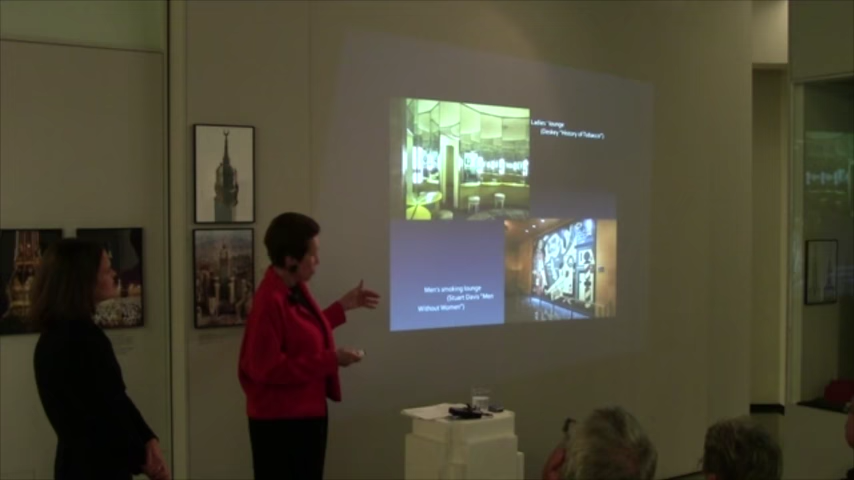 Ladies' lounge
(Deskey "History of Tobacco")
Men's smoking lounge
(Stuart Davis "Men
Without Women")